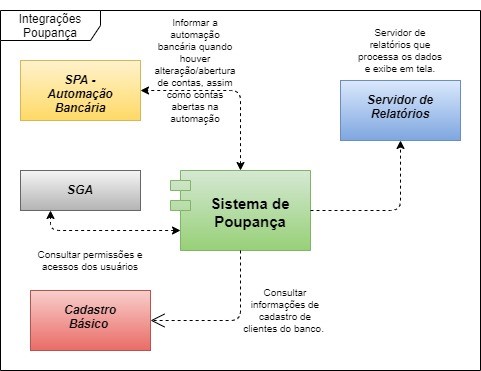 Integrações
Poupança
Informar a
automação
bancária quando
houver
alteração/abertura
de contas, assim
como contas
abertas na
automação
Servidor de
relatórios que
processa os dados
e exibe em tela.
SPA -
Automação
Bancária
Servidor de
Relatórios
SGA
Sistema de
Poupança
Consultar permissões e
acessos dos usuários
Cadastro
Básico
Consultar
informações de
cadastro de
clientes do banco.